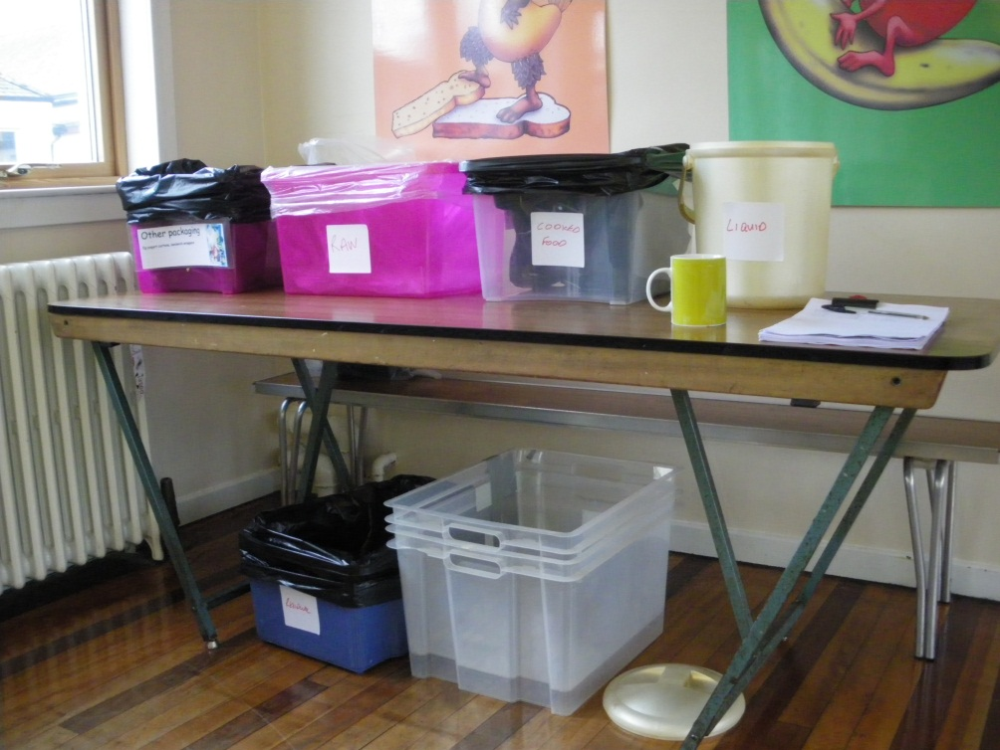 Other packaging
RAW
COOKED
FOOD
LIQUID